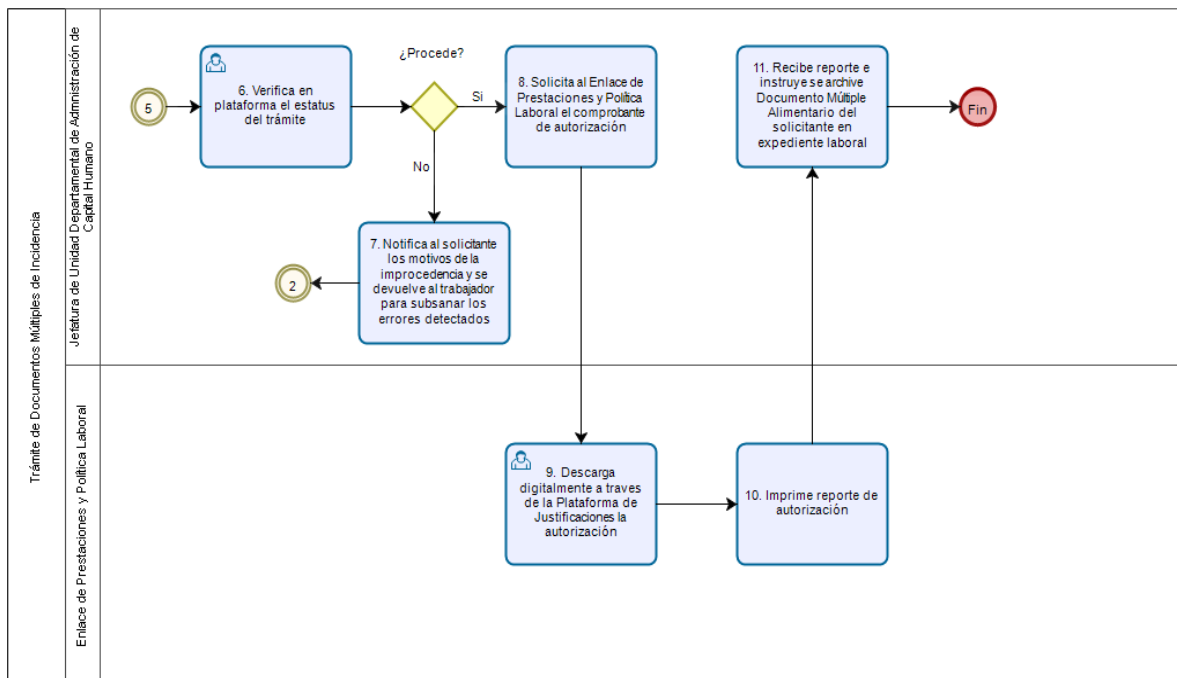 Trámite de Documentos Múltiples de Incidencia
Jefatura de Unidad Departamental de Administración de
Capital Humano
5
6. Verifica en
plataforma el estatus
del trámite
¿Procede?
Si
No
7. Notifica al solicitante
los motivos de la
improcedencia y se
devuelve al trabajador
para subsanar los
errores detectados
2
8. Solicita al Enlace de
Prestaciones y Política
Laboral el comprobante
de autorización
11. Recibe reporte e
instruye se archive
Documento Múltiple
Alimentario del
solicitante en
expediente laboral
Fin
Enlace de Prestaciones y Política Laboral
9. Descarga
digitalmente a traves
de la Plataforma de
Justificaciones la
autorización
10. Imprime reporte de
autorización